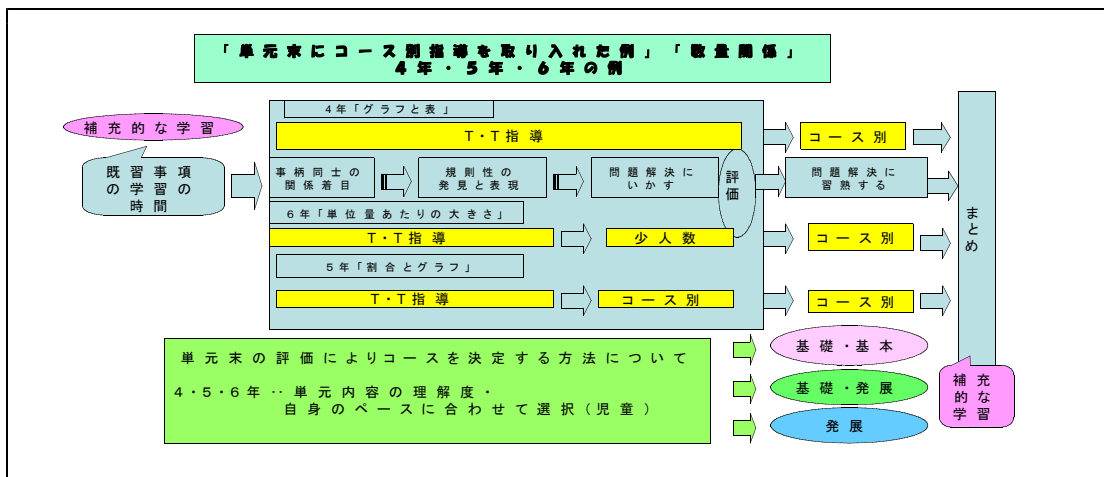 「単元末にコース別指導を取り入れた例」「数量関係」
4年・5年・6年の例
4年「グラフと表」
補充的な学習
T・T指導
コース別
既習事項
の学習の
時間
事柄同士の
関係着目
規則性の
発見と表現
問題解決に
いかす
評価
問題解決に
習熟する
まとめ
6年「単位量あたりの大きさ」
T・T指導
少人数
コース別
5年「割合とグラフ」
T・T指導
コース別
コース別
単元末の評価によりコースを決定する方法について
4・5・6年‥単元内容の理解度・
自身のペースに合わせて選択(児童)
基礎・基本
基礎・発展
発展
補充
的な
学習